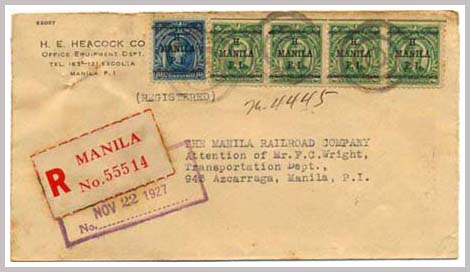 H. E. HEACOCK CO
OFFICE EQUIPMENT DEPT.
MANILA, P. I.
H
MANILA
P. I.
H
MANILA
P. I.
H
MANILA
P. I.
H
MANILA
P. I.
MANILA
P. I.
(REGISTERED)
4445
THE MANILA RAILROAD COMPANY
Attention of Mr.F.C.Wright,
Transportation Dept.,
943 Azcarraga, Manila, P.I.
R
MANILA
No.55514
NOV 22 1927
No.